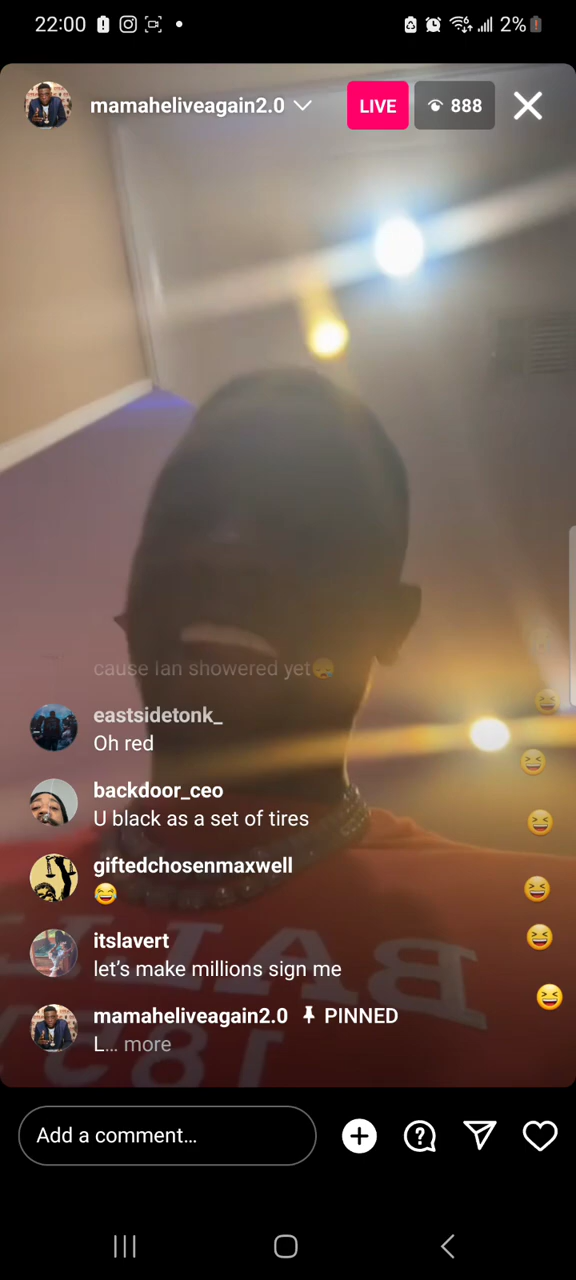 22:00
2%
mamaheliveagain2.0
LIVE
888
cause Ian showered yet😪
eastsidetonk_
Oh red
backdoor_ceo
U black as a set of tires
giftedchosenmaxwell
😂
itslavert
let's make millions sign me
mamaheliveagain2.0 PINNED
L... more
Add a comment...